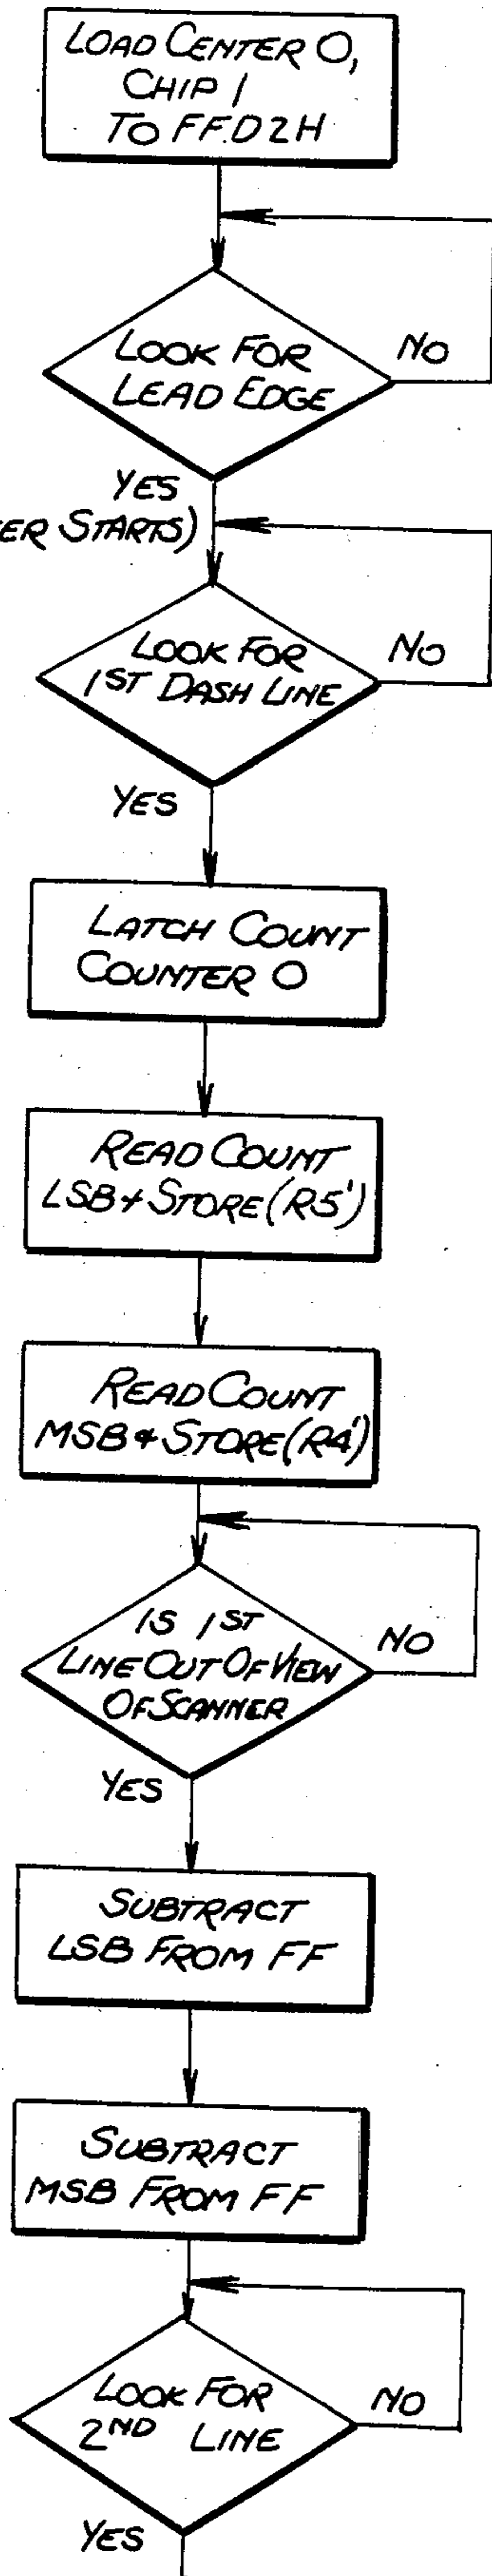 LOAD CENTER O,
CHIP 1
TO FF.D2H
LOOK FOR
LEAD EDGE
NO
YES
ER STARTS)
LOOK FOR
1ST DASH LINE
NO
YES
LATCH COUNT
COUNTER O
READ COUNT
LSB & STORE (R5')
READ COUNT
MSB & STORE (R4')
IS 1ST
LINE OUT OF VIEW
OF SCANNER
NO
YES
SUBTRACT
LSB FROM FF
SUBTRACT
MSB FROM FF
LOOK FOR
2ND LINE
NO
YES